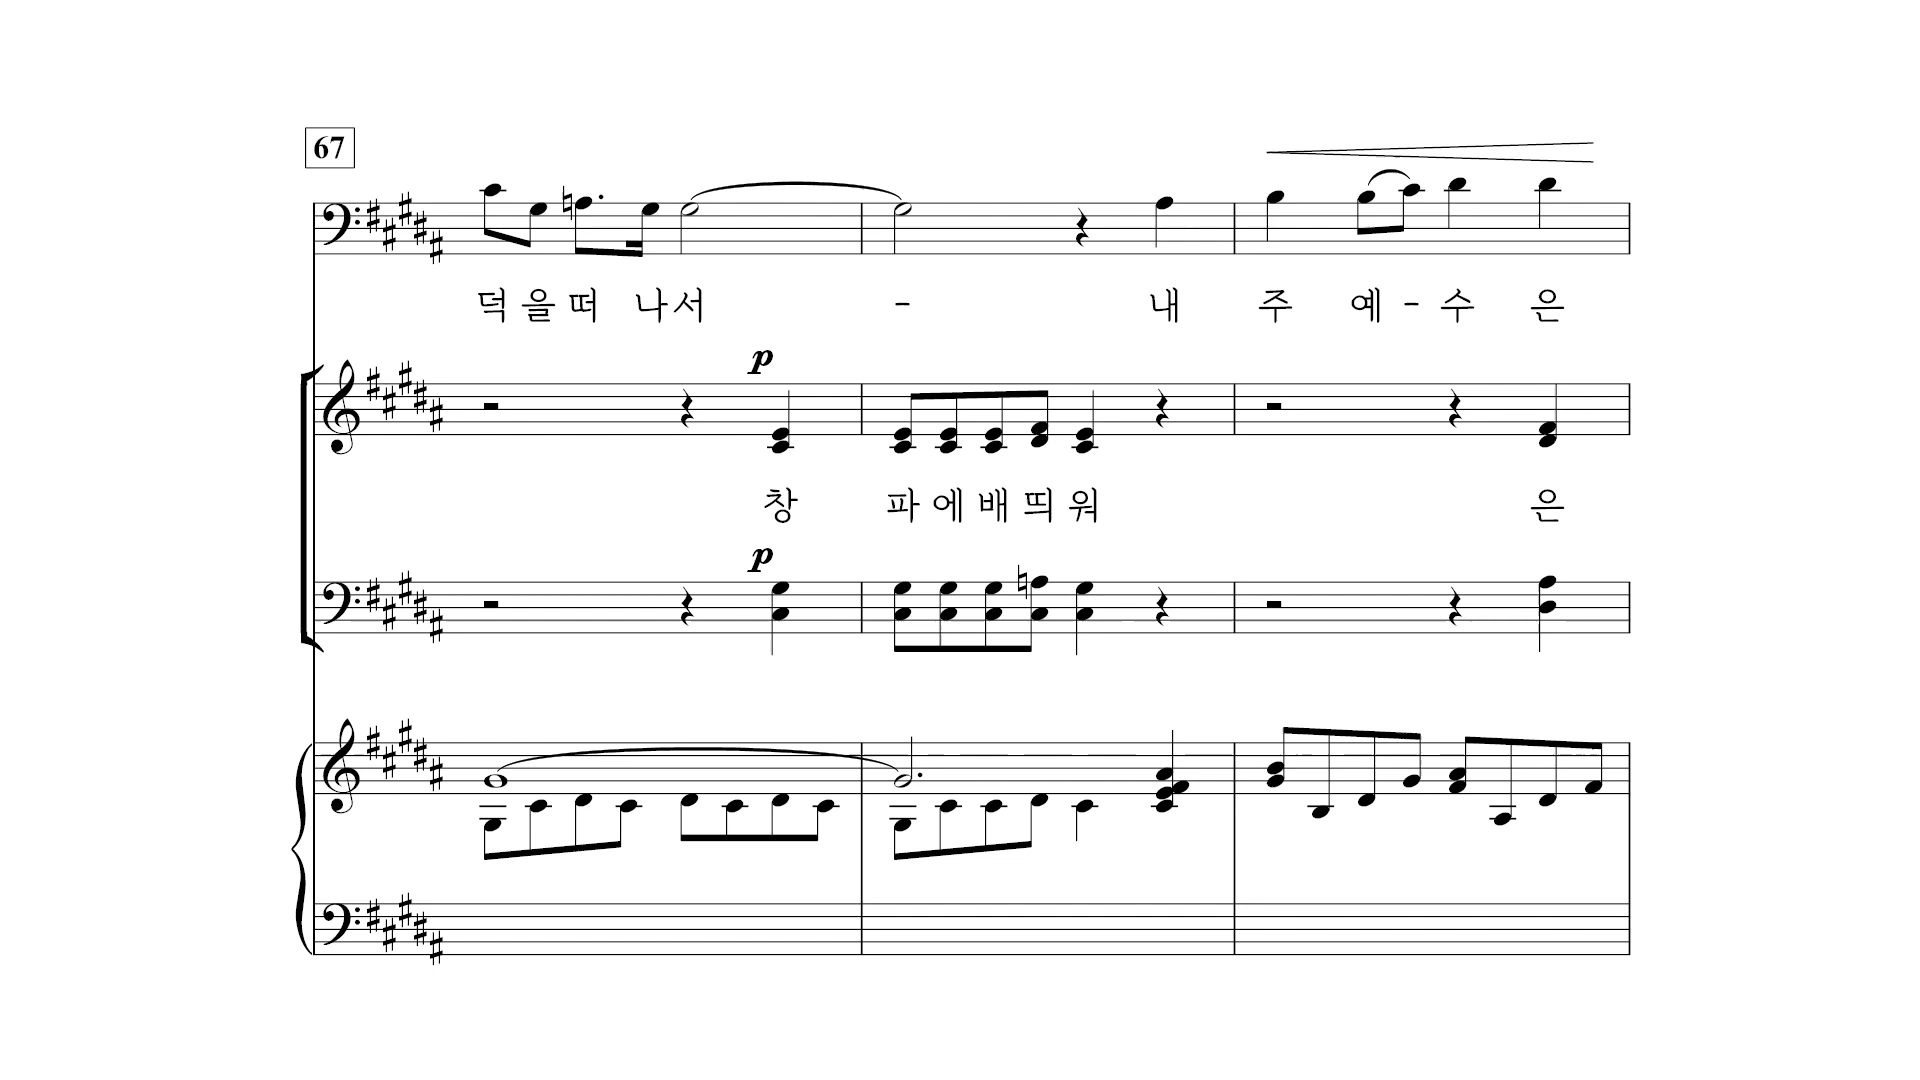 67
덕 을 떠 나 서 - 내 주 예 - 수 은
p
창 파 에 배 띄 워 은
p